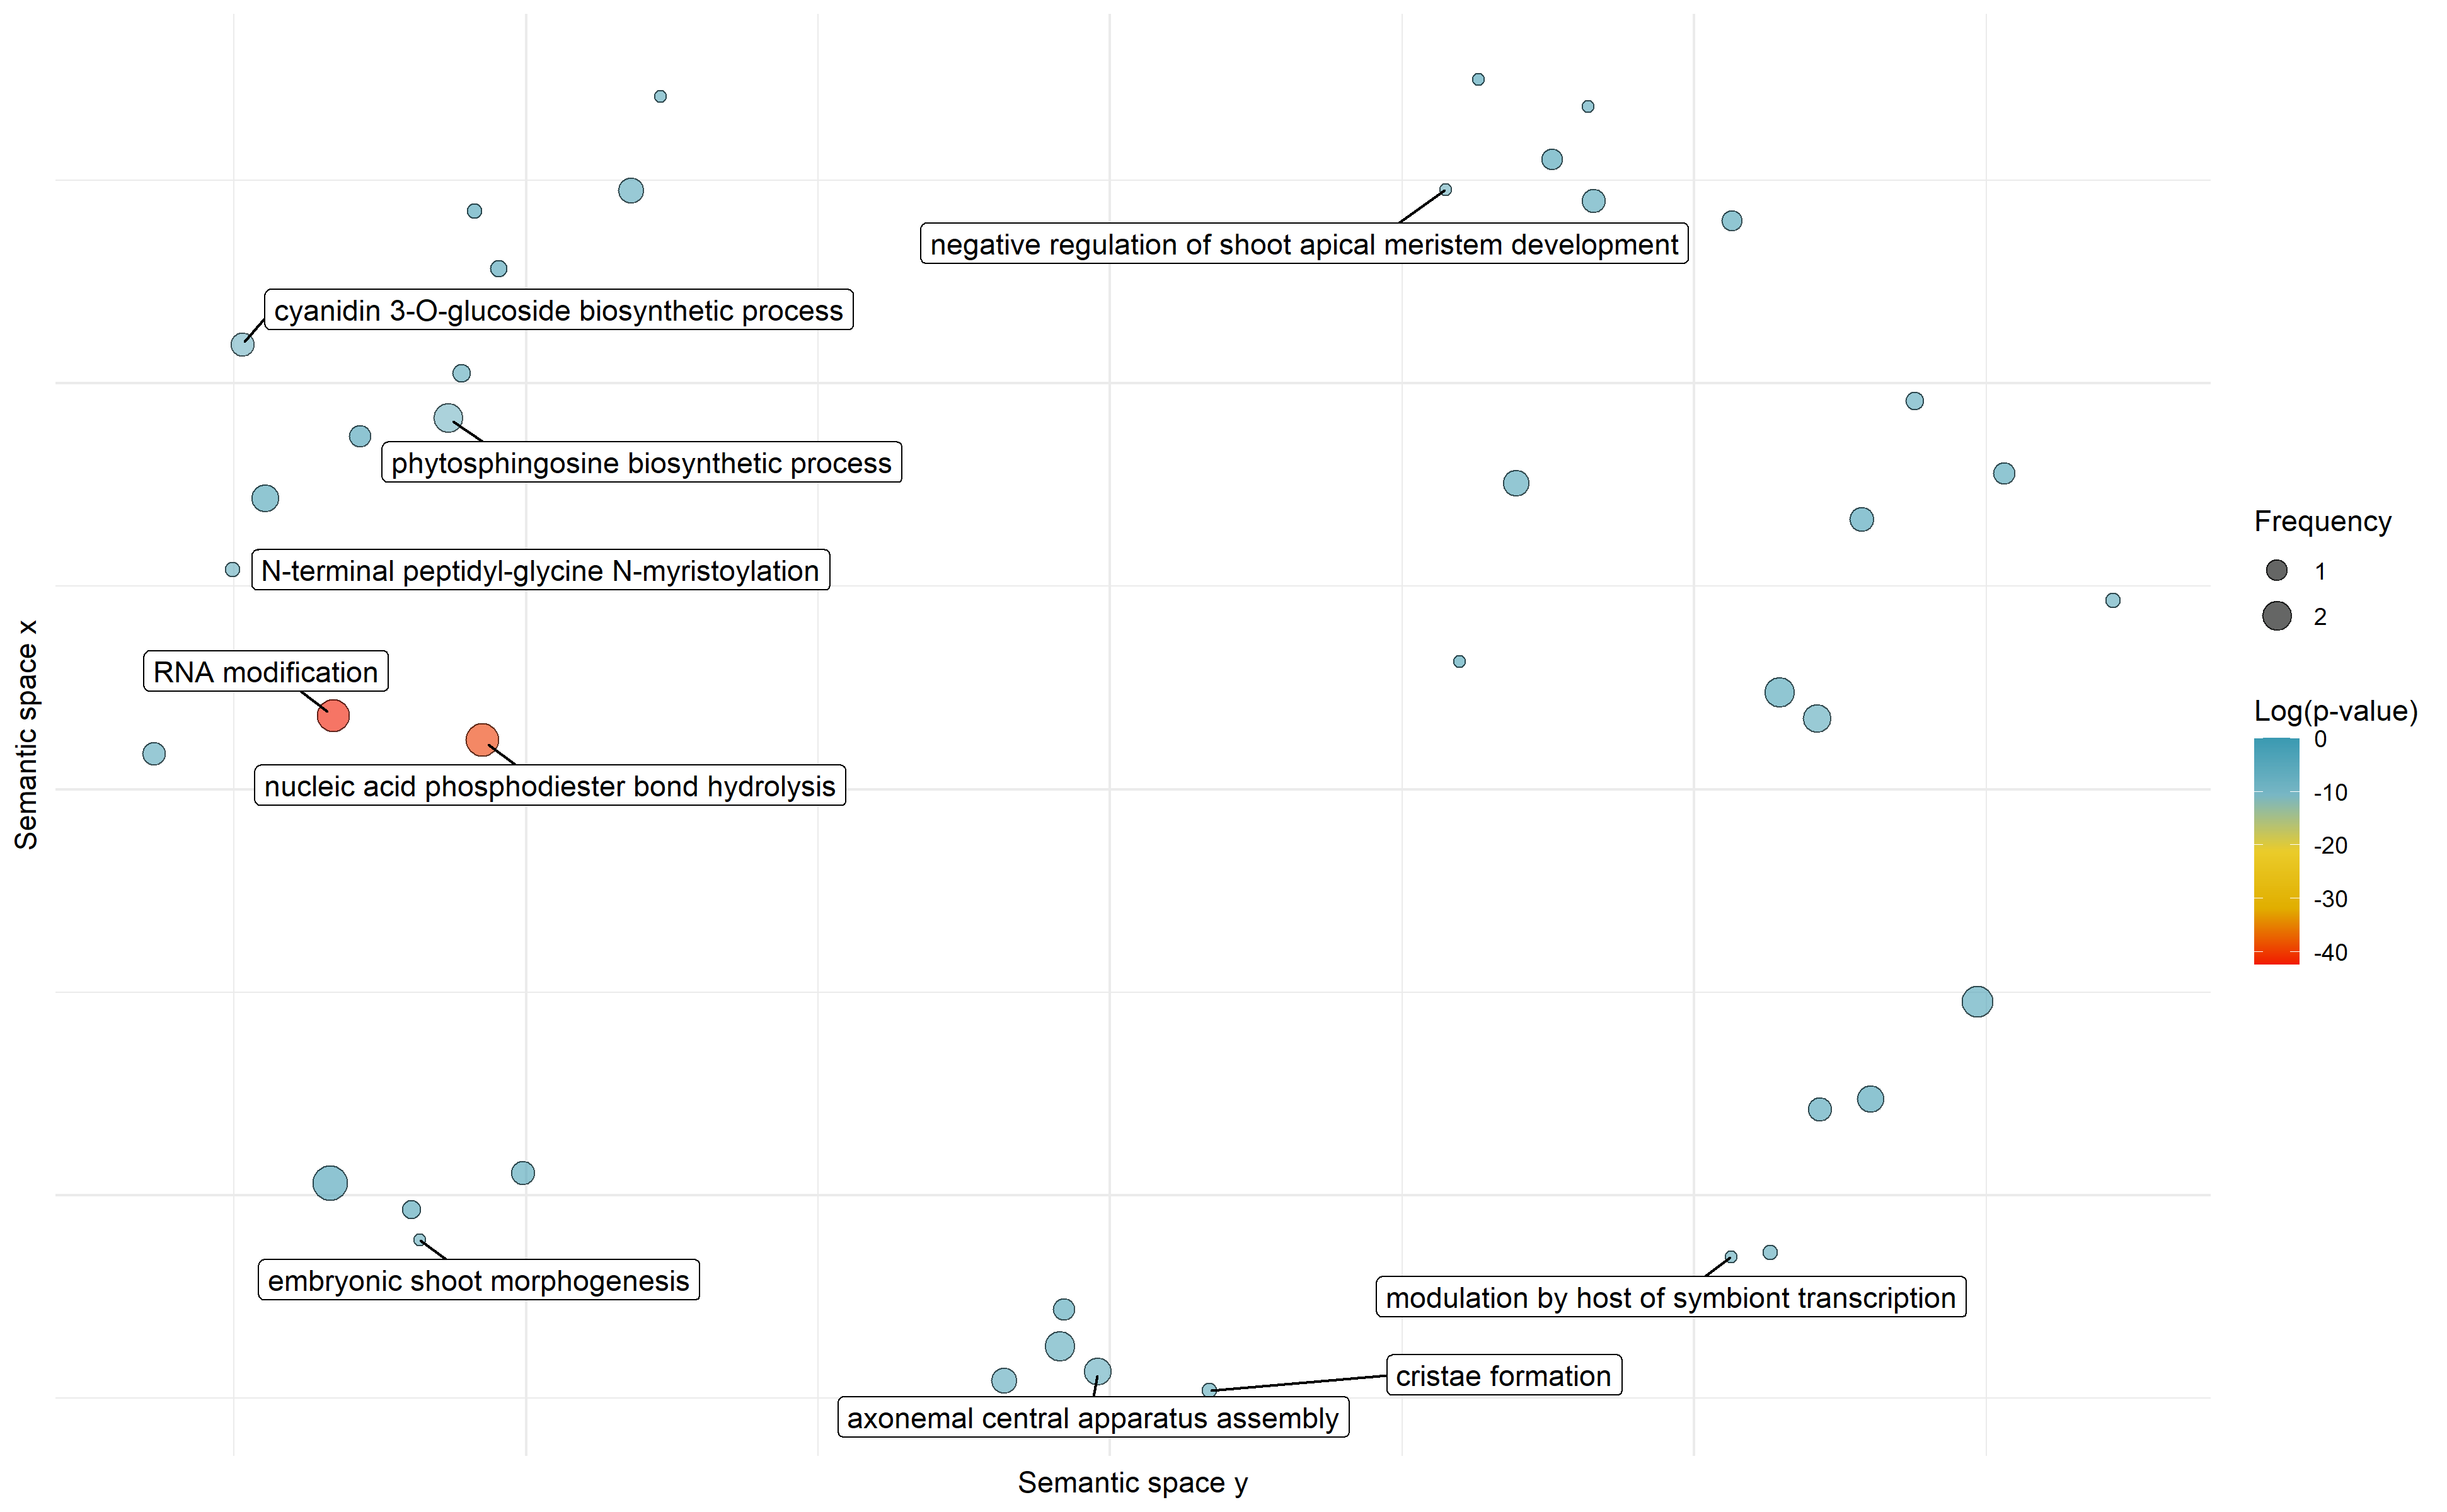 negative regulation of shoot apical meristem development
cyanidin 3-O-glucoside biosynthetic process
phytosphingosine biosynthetic process
N-terminal peptidyl-glycine N-myristoylation
RNA modification
nucleic acid phosphodiester bond hydrolysis
embryonic shoot morphogenesis
modulation by host of symbiont transcription
cristae formation
axonemal central apparatus assembly
Semantic space x
Semantic space y
Frequency
1
2
Log(p-value)
0
-10
-20
-30
-40